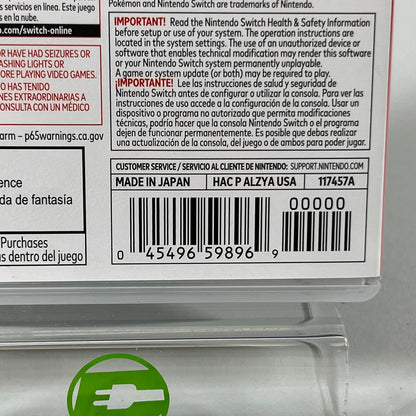 s servicios en línea. Este juego
s en la nube.
o.com/switch-online
OR HAVE HAD SEIZURES OR
ASHING LIGHTS OR
ORE PLAYING VIDEO GAMES.
O HAS TENIDO
NES EXTRAORDINARIAS A
CONSULTA CON UN MÉDICO
arm – p65warnings.ca.gov
ence
da de fantasía
Purchases
as dentro del juego
Pokémon and Nintendo Switch are trademarks of Nintendo.
IMPORTANT! Read the Nintendo Switch Health & Safety Information
before setup or use of your system. The operation instructions are
located in the system settings. The use of an unauthorized device or
software that enables technical modification may render this software or
your Nintendo Switch system permanently unplayable.
A game or system update (or both) may be required to play.
¡IMPORTANTE! Lee las instrucciones de salud y seguridad de
Nintendo Switch antes de configurar o utilizar la consola. Para ver las
instrucciones de uso accede a la configuración de la consola. Usar un
dispositivo o programa no autorizado que permita modificaciones
técnicas, podría hacer que la consola Nintendo Switch o el programa
dejen de funcionar permanentemente. Es posible que debas realizar
una actualización de la consola, del juego o de ambos para poder jugar.
CUSTOMER SERVICE / SERVICIO AL CLIENTE DE NINTENDO: SUPPORT.NINTENDO.COM
MADE IN JAPAN HAC P ALZYA USA 117457A
00000
0 45496 59896 9